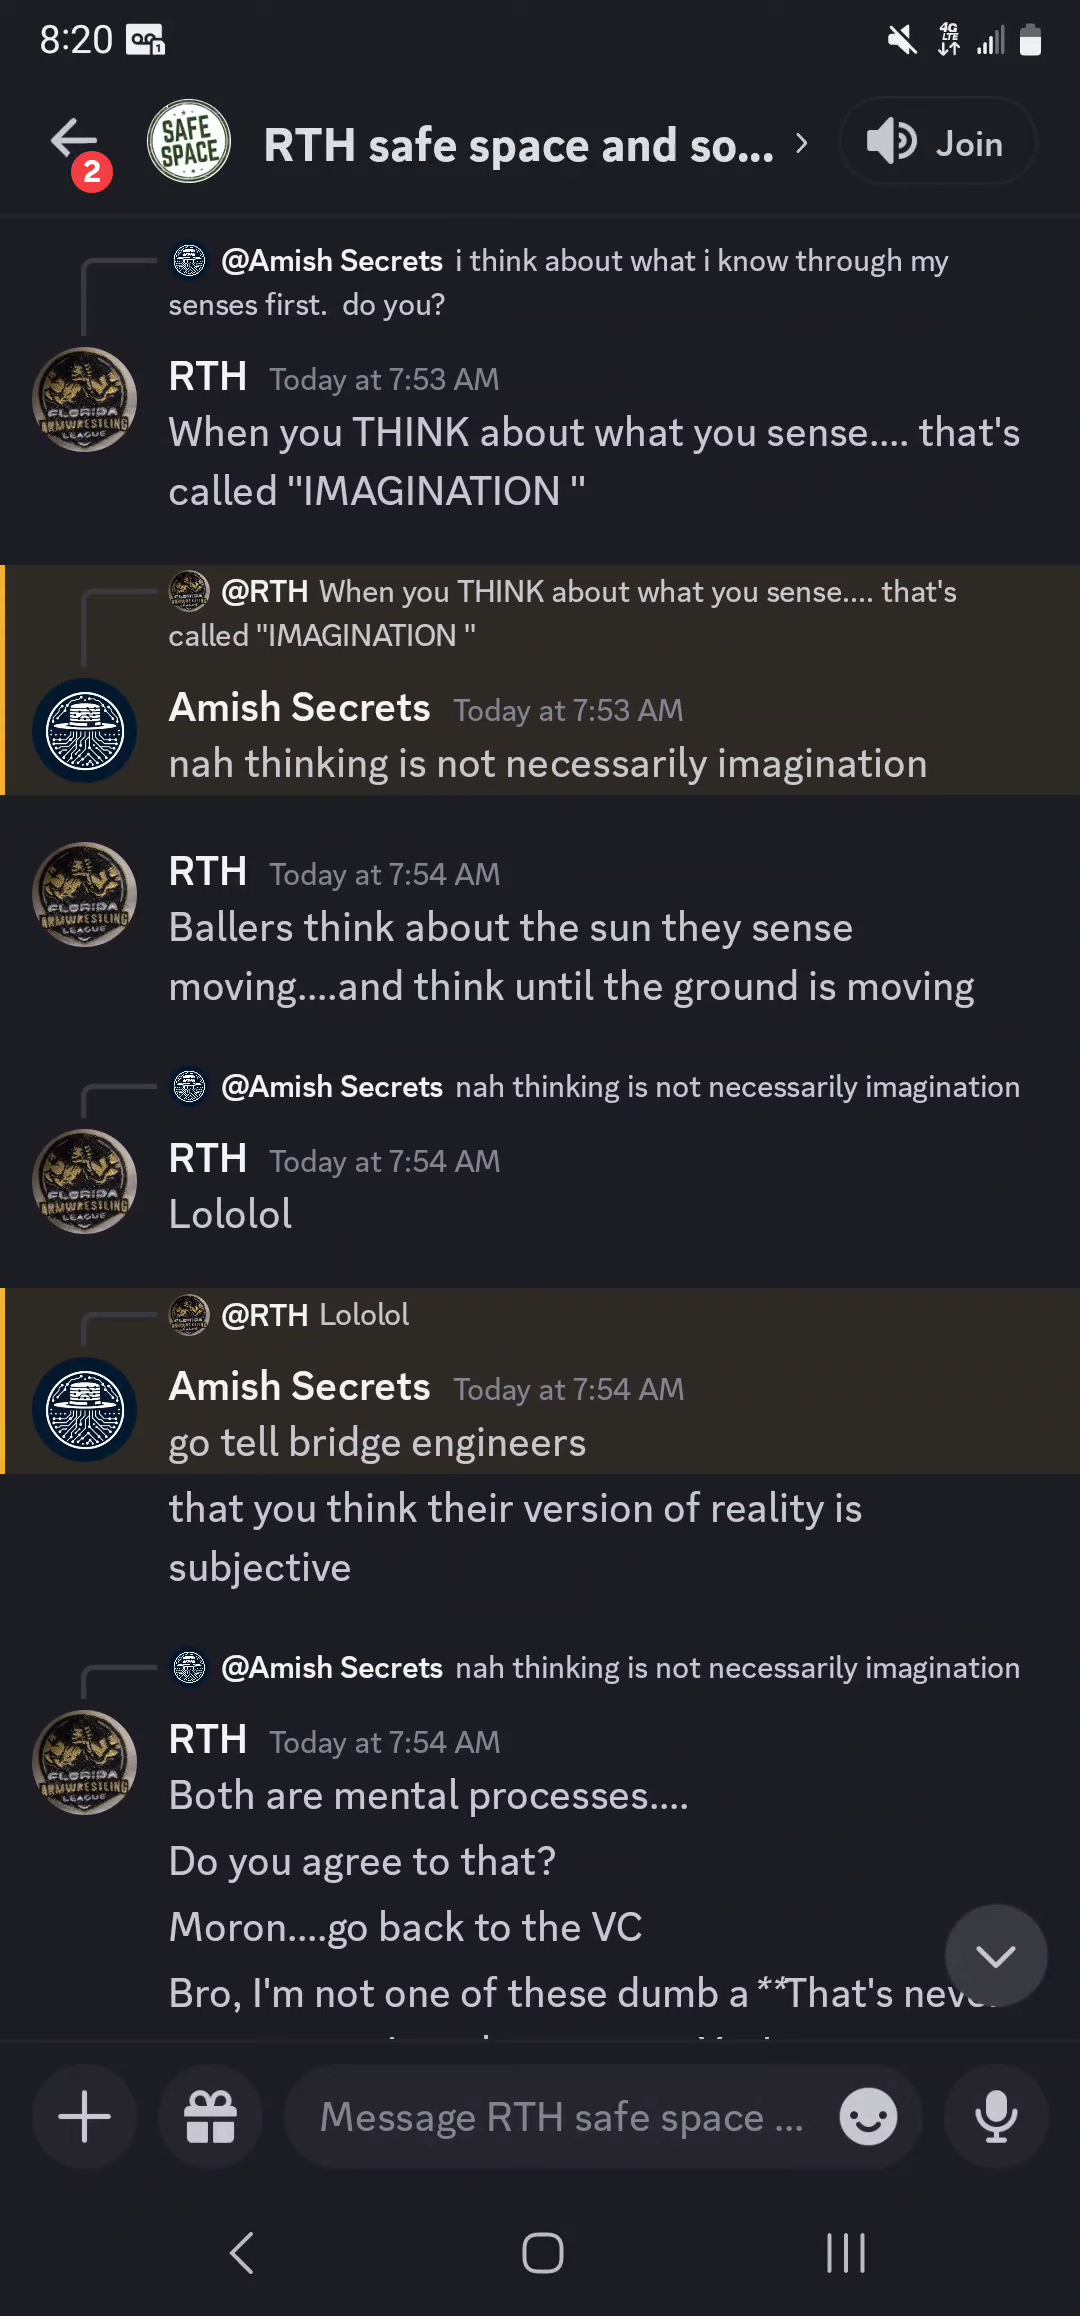 8:20
4G LTE
2
SAFE SPACE
RTH safe space and so...
Join
@Amish Secrets i think about what i know through my
senses first.  do you?
RTH Today at 7:53 AM
When you THINK about what you sense.... that's
called "IMAGINATION "
@RTH When you THINK about what you sense.... that's
called "IMAGINATION "
Amish Secrets Today at 7:53 AM
nah thinking is not necessarily imagination
RTH Today at 7:54 AM
Ballers think about the sun they sense
moving....and think until the ground is moving
@Amish Secrets nah thinking is not necessarily imagination
RTH Today at 7:54 AM
Lololol
@RTH Lololol
Amish Secrets Today at 7:54 AM
go tell bridge engineers
that you think their version of reality is
subjective
@Amish Secrets nah thinking is not necessarily imagination
RTH Today at 7:54 AM
Both are mental processes....
Do you agree to that?
Moron....go back to the VC
Bro, I'm not one of these dumb a **That's
Message RTH safe space ...
FLORIDA
ARMWRESTLING
LEAGUE